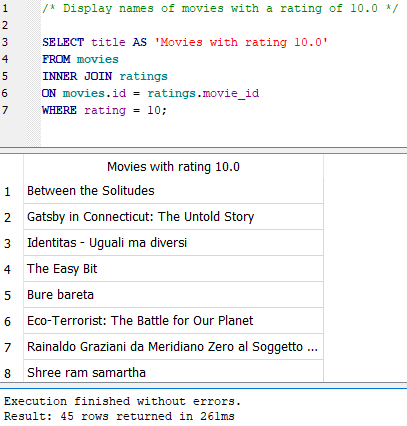 1 /* Display names of movies with a rating of 10.0 */
2
3 SELECT title AS 'Movies with rating 10.0'
4 FROM movies
5 INNER JOIN ratings
6 ON movies.id = ratings.movie_id
7 WHERE rating = 10;
Movies with rating 10.0
1 Between the Solitudes
2 Gatsby in Connecticut: The Untold Story
3 Identitas - Uguali ma diversi
4 The Easy Bit
5 Bure bareta
6 Eco-Terrorist: The Battle for Our Planet
7 Rainaldo Graziani da Meridiano Zero al Soggetto ...
8 Shree ram samartha
Execution finished without errors.
Result: 45 rows returned in 261ms